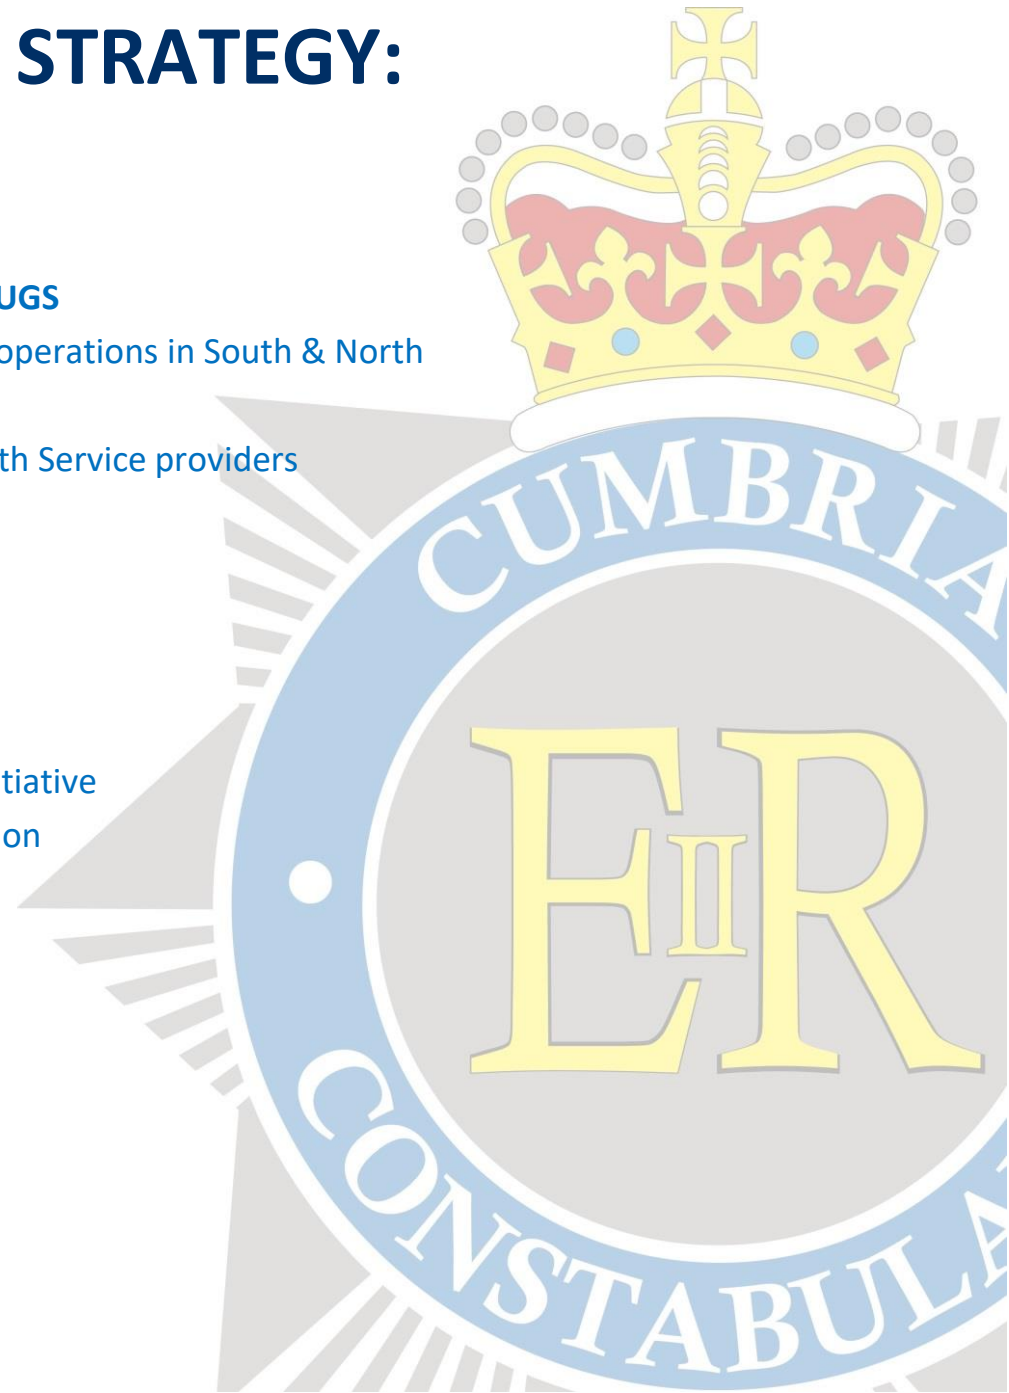 STRATEGY:
UGS
operations in South & North
th Service providers
tiative
on
CUMBRIA
EIIR
CONSTABULA